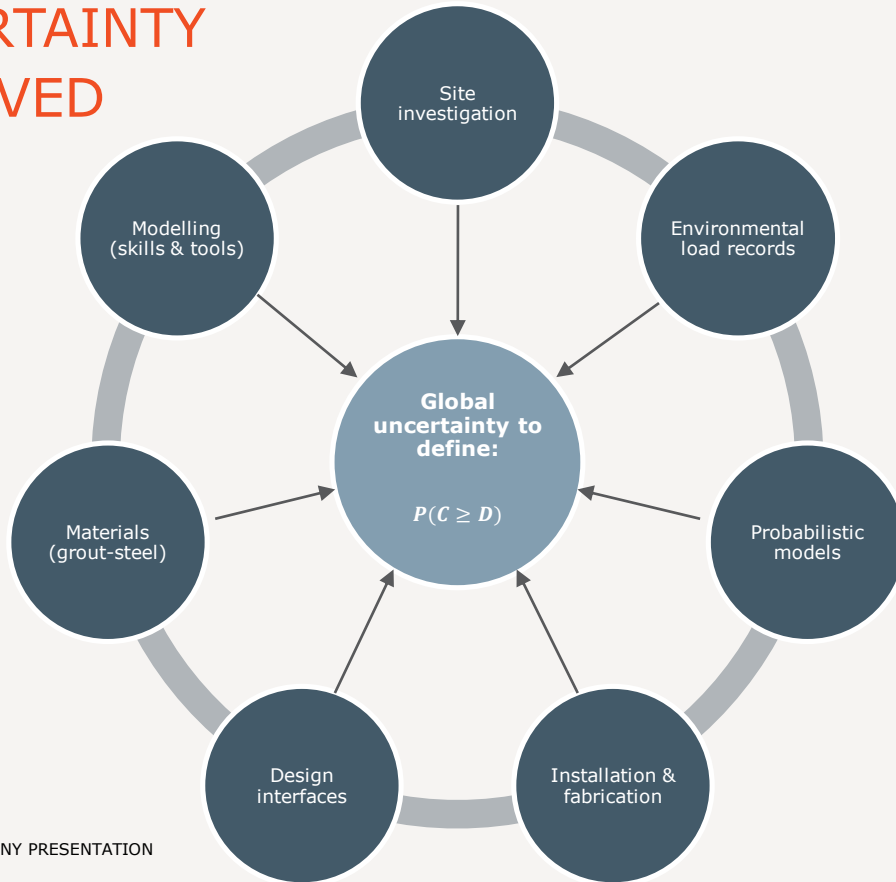 RTAINTY
VED
Site
investigation
Modelling
(skills & tools)
Environmental
load records
Global
uncertainty to
define:
P(C ≥ D)
Materials
(grout-steel)
Probabilistic
models
Design
interfaces
Installation &
fabrication
NY PRESENTATION